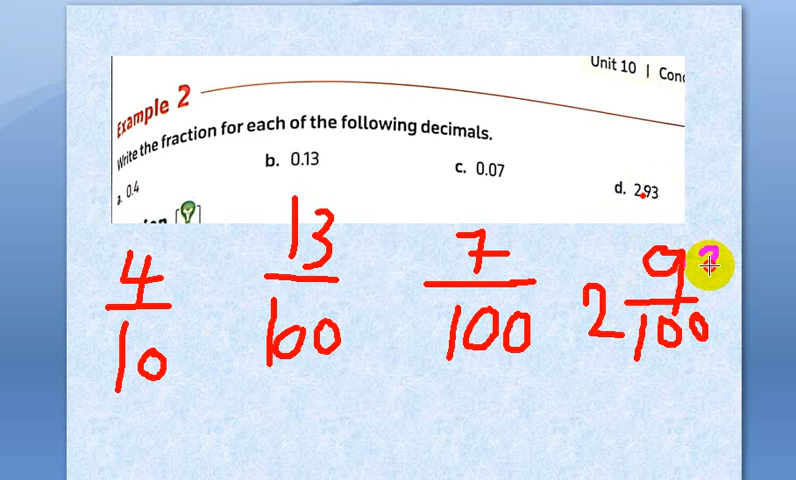 Unit 10 | Con
Example 2
Write the fraction for each of the following decimals.
a. 0.4
b. 0.13
c. 0.07
d. 2.93
4/10
13/100
7/100
2 9/100